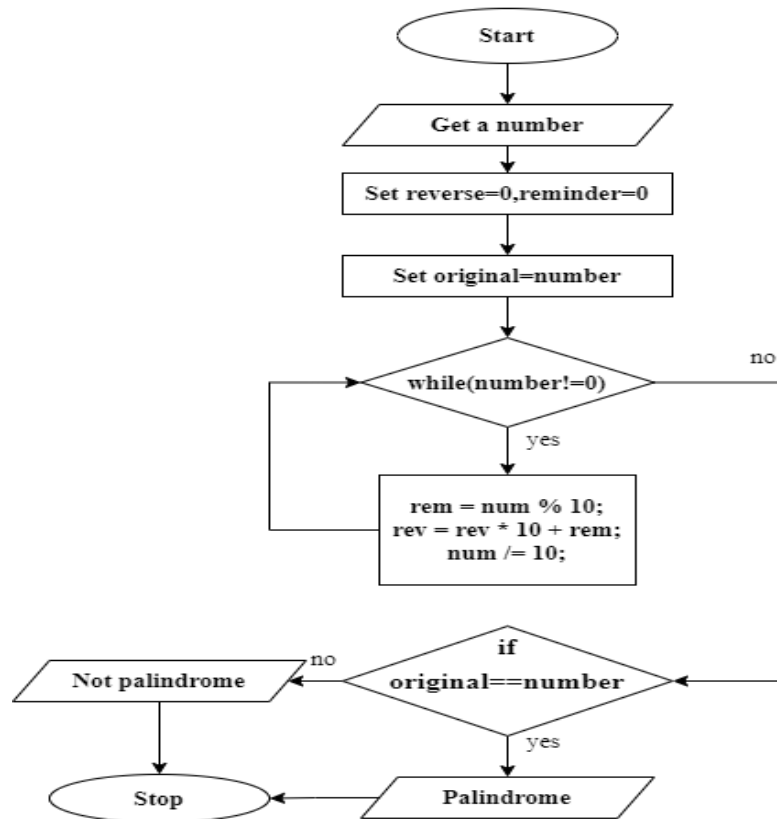 Start
Get a number
Set reverse=0,reminder=0
Set original=number
while(number!=0)
no
yes
rem = num % 10;
rev = rev * 10 + rem;
num /= 10;
if
original==number
no
Not palindrome
yes
Palindrome
Stop